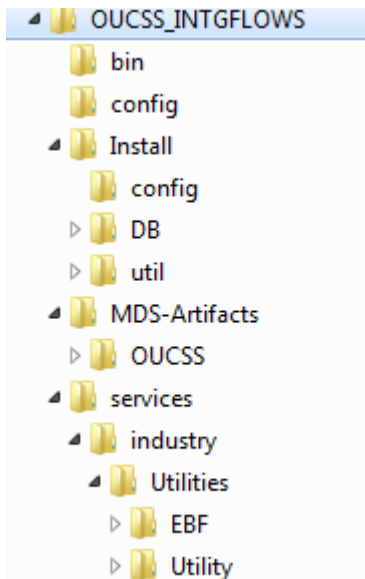 OUCSS_INTGFLOWS
bin
config
Install
config
DB
util
MDS-Artifacts
OUCSS
services
industry
Utilities
EBF
Utility